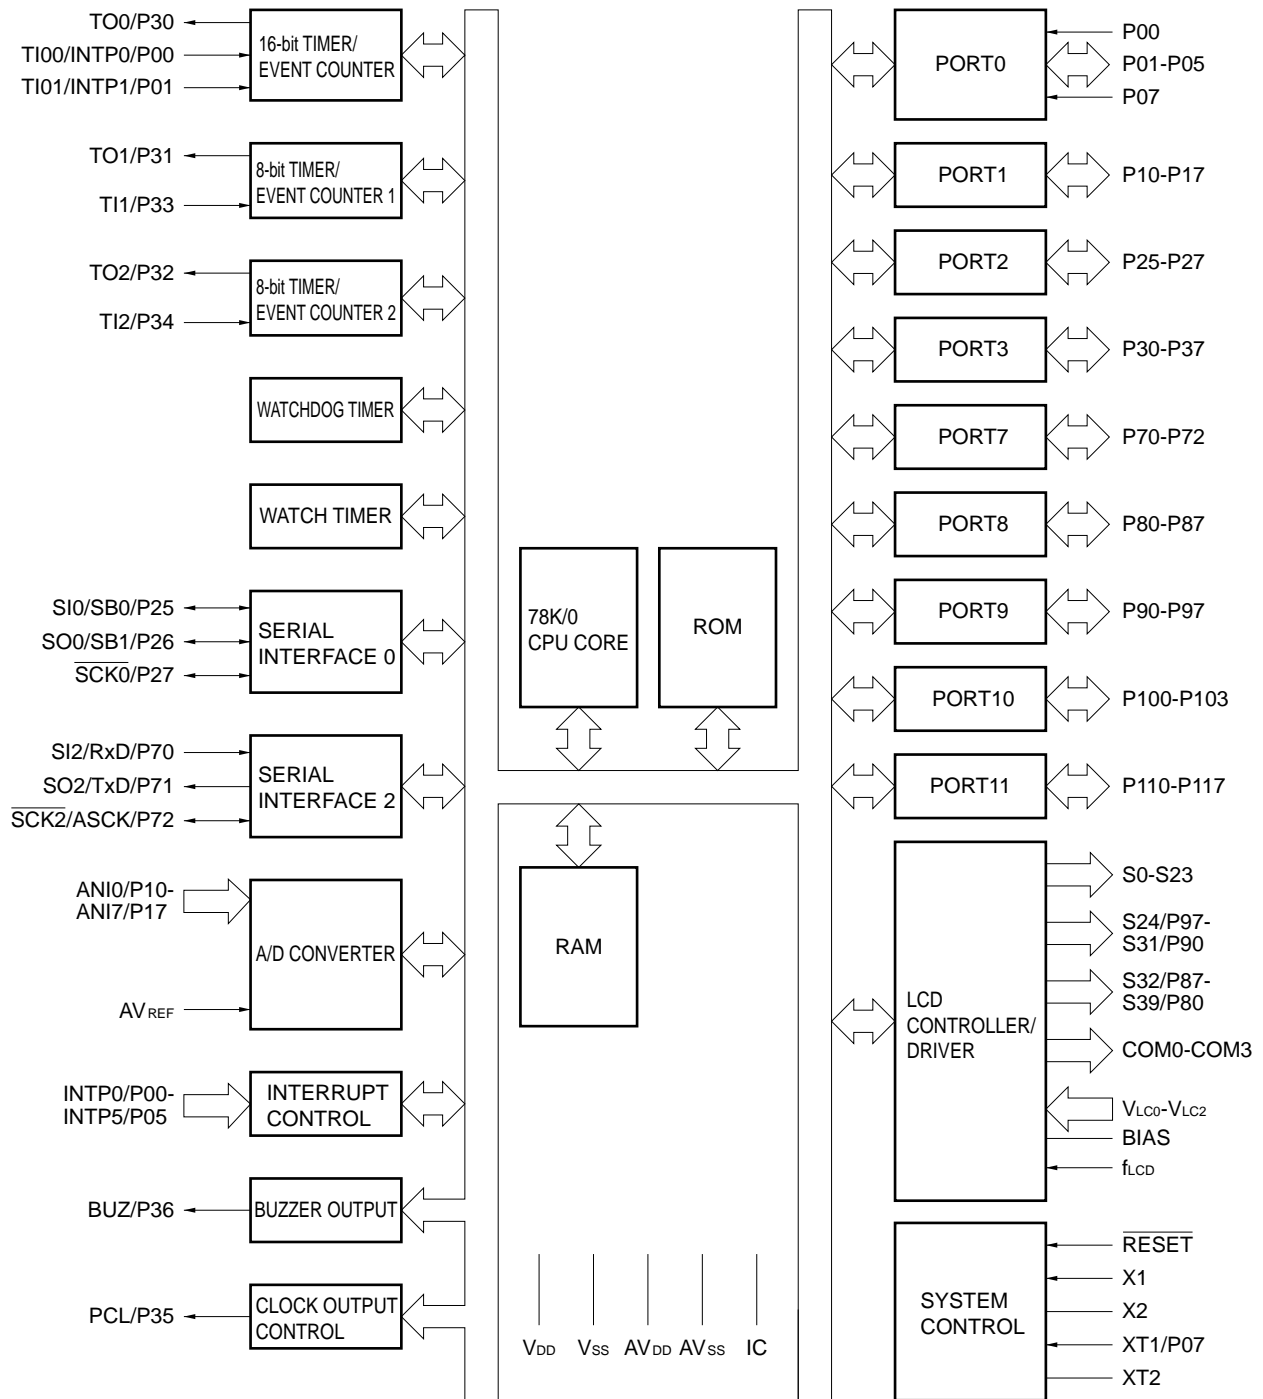 TO0/P30
TI00/INTP0/P00
TI01/INTP1/P01
16-bit TIMER/
EVENT COUNTER
TO1/P31
TI1/P33
8-bit TIMER/
EVENT COUNTER 1
TO2/P32
TI2/P34
8-bit TIMER/
EVENT COUNTER 2
WATCHDOG TIMER
WATCH TIMER
SI0/SB0/P25
SO0/SB1/P26
SCK0/P27
SERIAL
INTERFACE 0
SI2/RxD/P70
SO2/TxD/P71
SCK2/ASCK/P72
SERIAL
INTERFACE 2
ANI0/P10-
ANI7/P17
AVREF
A/D CONVERTER
INTP0/P00-
INTP5/P05
INTERRUPT
CONTROL
BUZ/P36
BUZZER OUTPUT
PCL/P35
CLOCK OUTPUT
CONTROL
78K/0
CPU CORE
ROM
RAM
VDD
VSS
AVDD
AVSS
IC
PORT0
P00
P01-P05
P07
PORT1
P10-P17
PORT2
P25-P27
PORT3
P30-P37
PORT7
P70-P72
PORT8
P80-P87
PORT9
P90-P97
PORT10
P100-P103
PORT11
P110-P117
LCD
CONTROLLER/
DRIVER
S0-S23
S24/P97-
S31/P90
S32/P87-
S39/P80
COM0-COM3
VLC0-VLC2
BIAS
fLCD
SYSTEM
CONTROL
RESET
X1
X2
XT1/P07
XT2